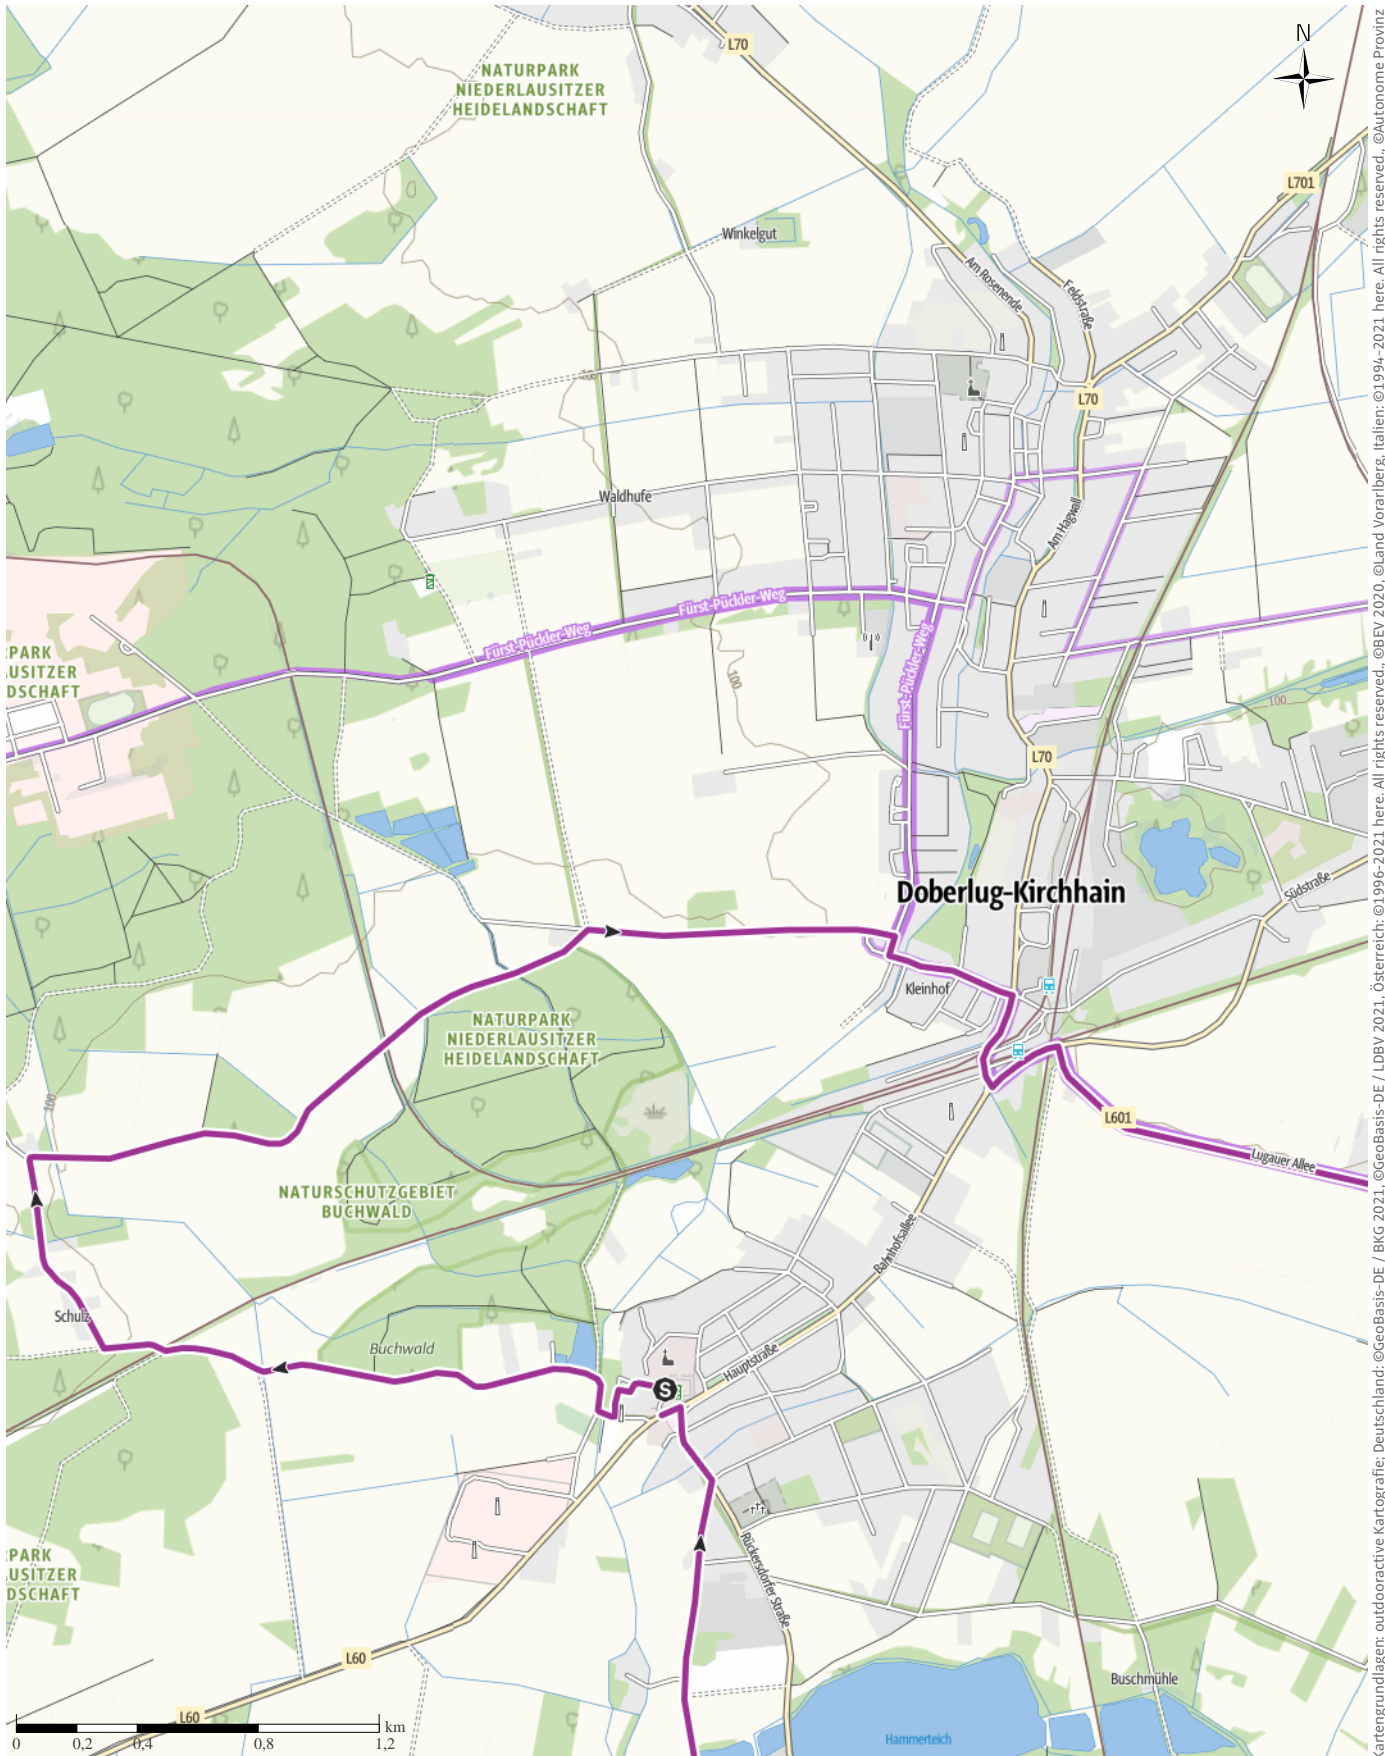 L70
N
NATURPARK
NIEDERLAUSITZER
HEIDELANDSCHAFT
L701
Winkelgut
Am Rosenende
Feldstraße
100
L70
Waldhufe
Am Hagwall
Fürst-Pückler-Weg
Fürst-Pückler-Weg
Fürst-Pückler-Weg
PARK
USITZER
DSCHAFT
100
100
L70
Doberlug-Kirchhain
Südstraße
Kleinhof
NATURPARK
NIEDERLAUSITZER
HEIDELANDSCHAFT
100
L601
Lugauer Allee
NATURSCHUTZGEBIET
BUCHWALD
Bahnhofsallee
Schulz
Buchwald
Hauptstraße
S
PARK
USITZER
DSCHAFT
Rückersdorfer Straße
L60
Buschmühle
L60
Hammerteich
km
0 0,2 0,4 0,8 1,2
artengrundlagen: outdooractive Kartografie; Deutschland: ©GeoBasis-DE / BKG 2021, ©GeoBasis-DE / LDBV 2021, Österreich: ©1996-2021 here. All rights reserved., ©BEV 2020, ©Land Vorarlberg, Italien: ©1994-2021 here. All rights reserved., ©Autonome Provinz